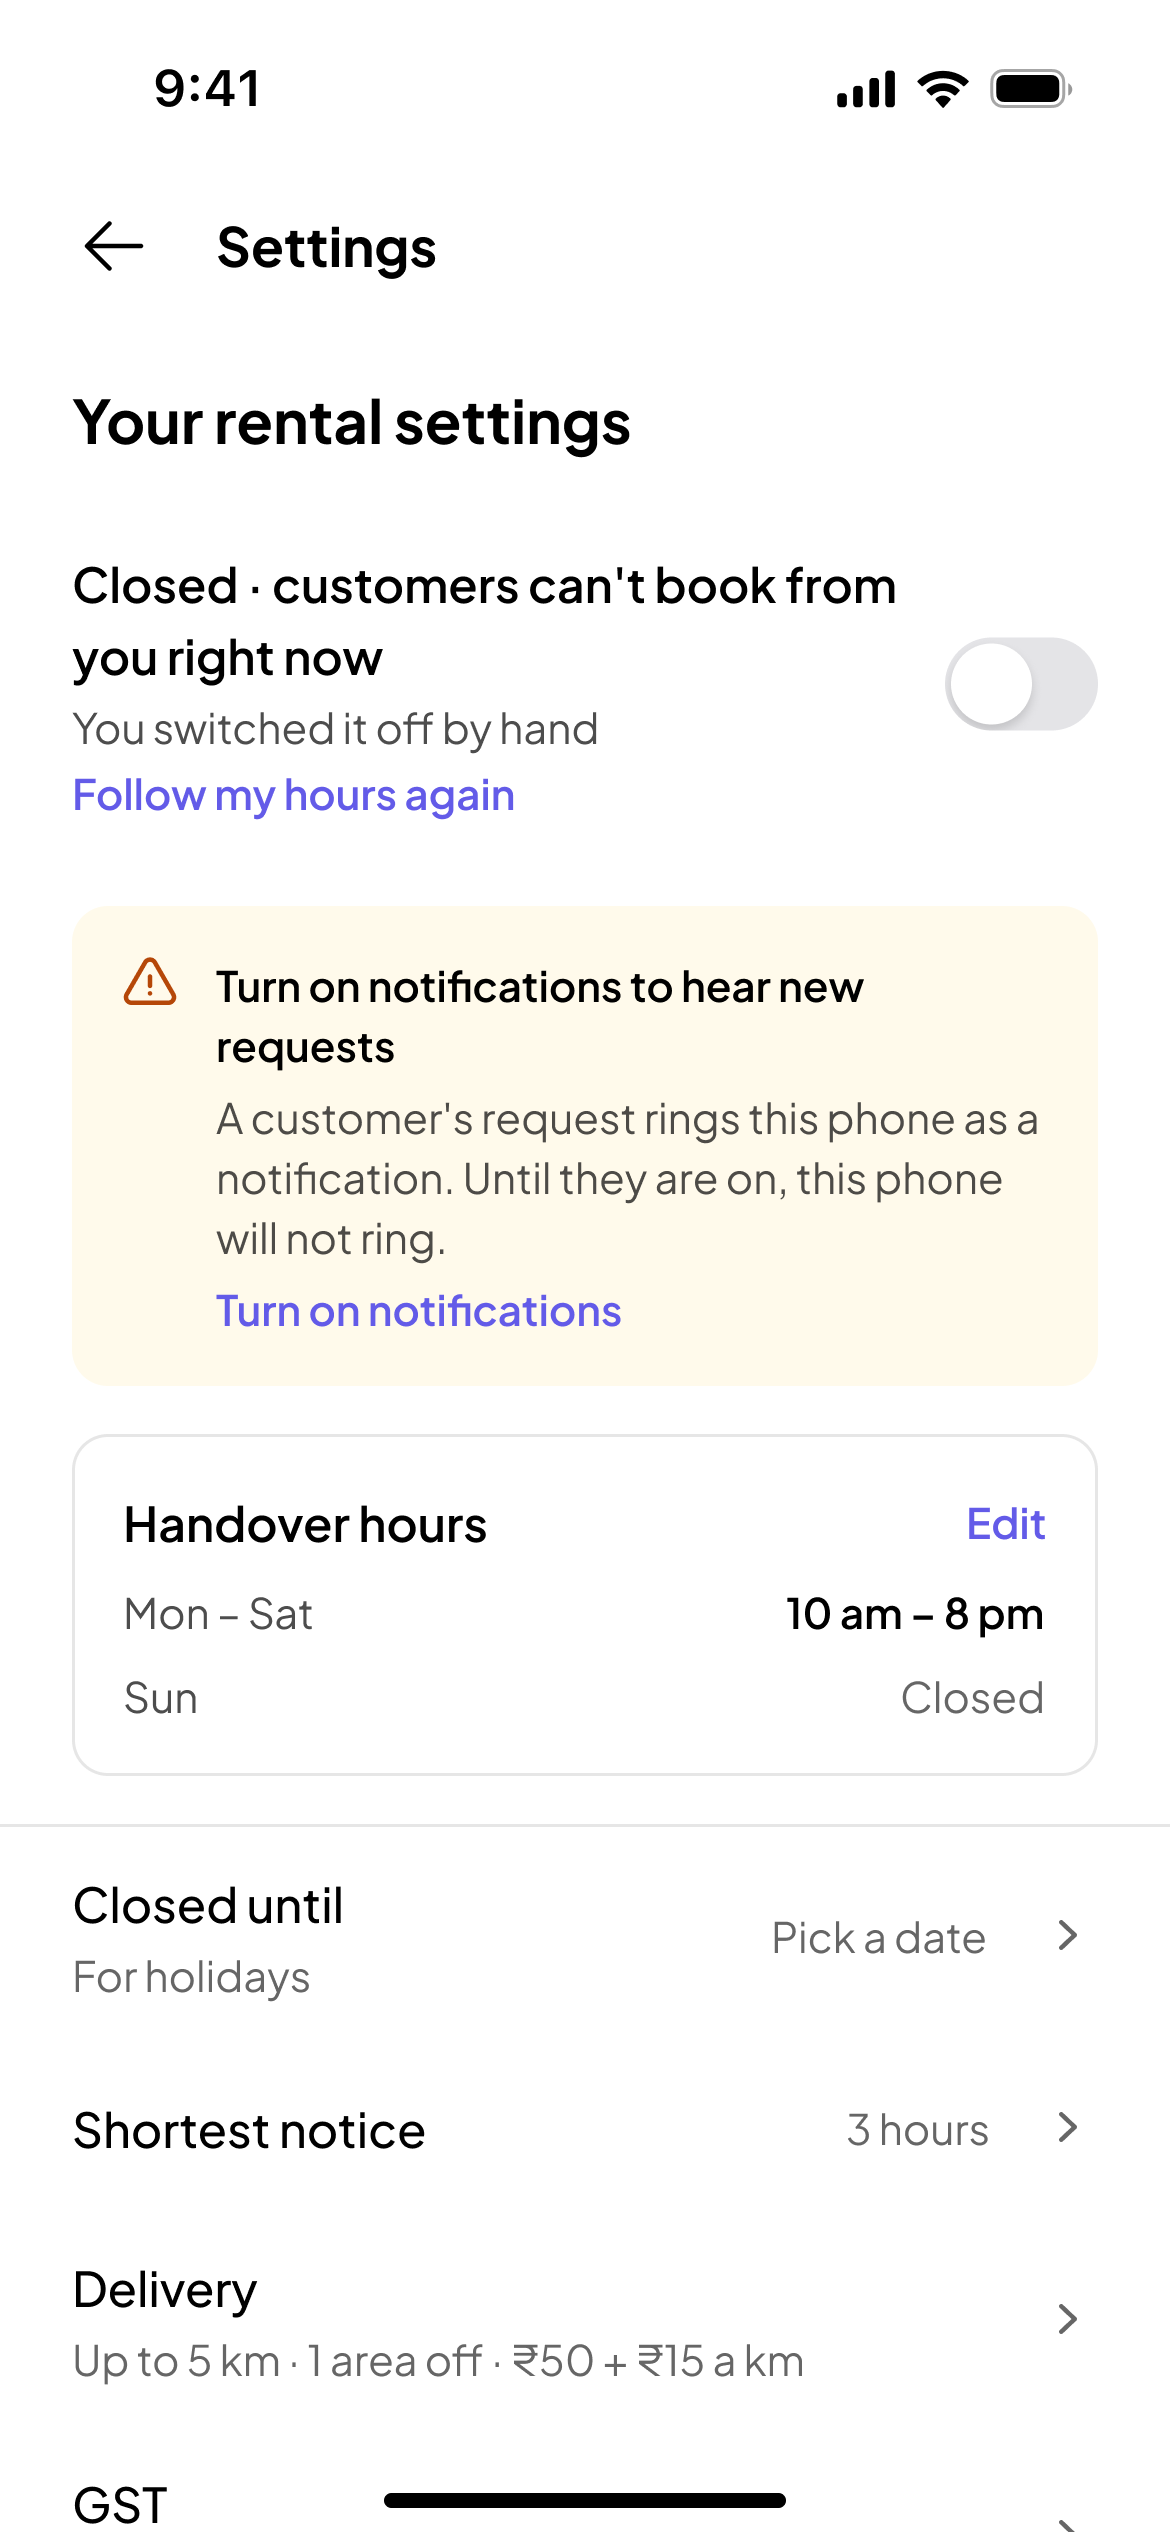 9:41
Settings
Your rental settings
Closed · customers can't book from
you right now
You switched it off by hand
Follow my hours again
Turn on notifications to hear new
requests
A customer's request rings this phone as a
notification. Until they are on, this phone
will not ring.
Turn on notifications
Handover hours Edit
Mon – Sat 10 am – 8 pm
Sun Closed
Closed until Pick a date
For holidays
Shortest notice 3 hours
Delivery
Up to 5 km · 1 area off · ₹50 + ₹15 a km
GST